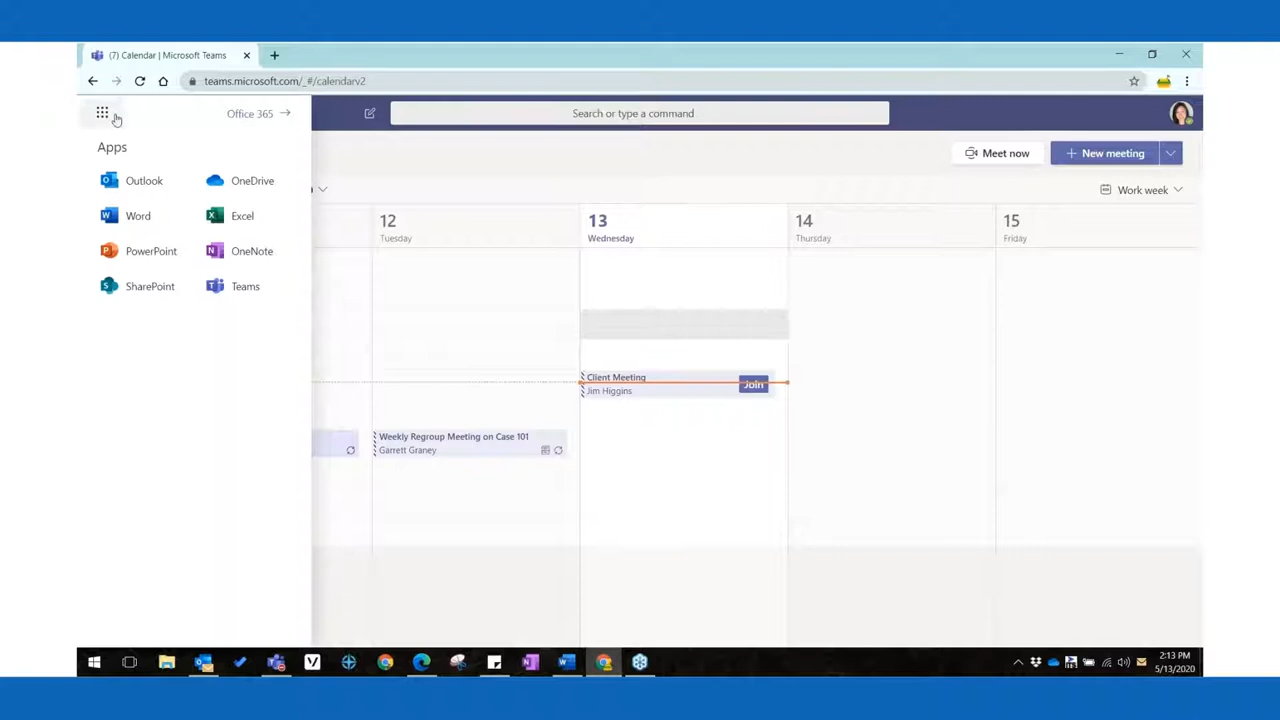 (7) Calendar | Microsoft Teams
teams.microsoft.com/_#/calendarv2
Office 365
Search or type a command
Apps
Outlook
OneDrive
Word
Excel
PowerPoint
OneNote
SharePoint
Teams
Meet now
+ New meeting
Work week
12
Tuesday
13
Wednesday
14
Thursday
15
Friday
Client Meeting
Jim Higgins
Join
Weekly Regroup Meeting on Case 101
Garrett Graney
2:13 PM
5/13/2020